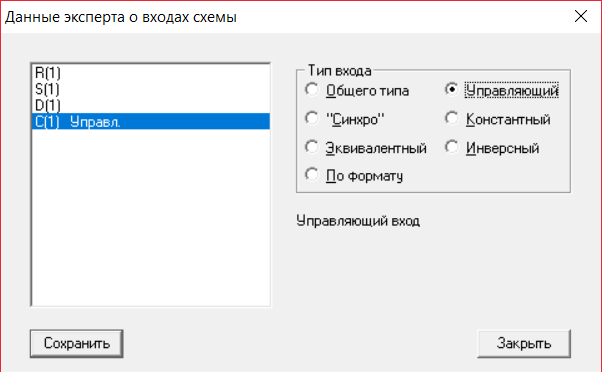 Данные эксперта о входах схемы
R(1)
S(1)
D(1)
C(1) Управл.
Тип входа
Общего типа
Управляющий
"Синхро"
Константный
Эквивалентный
Инверсный
По формату
Управляющий вход
Сохранить
Закрыть